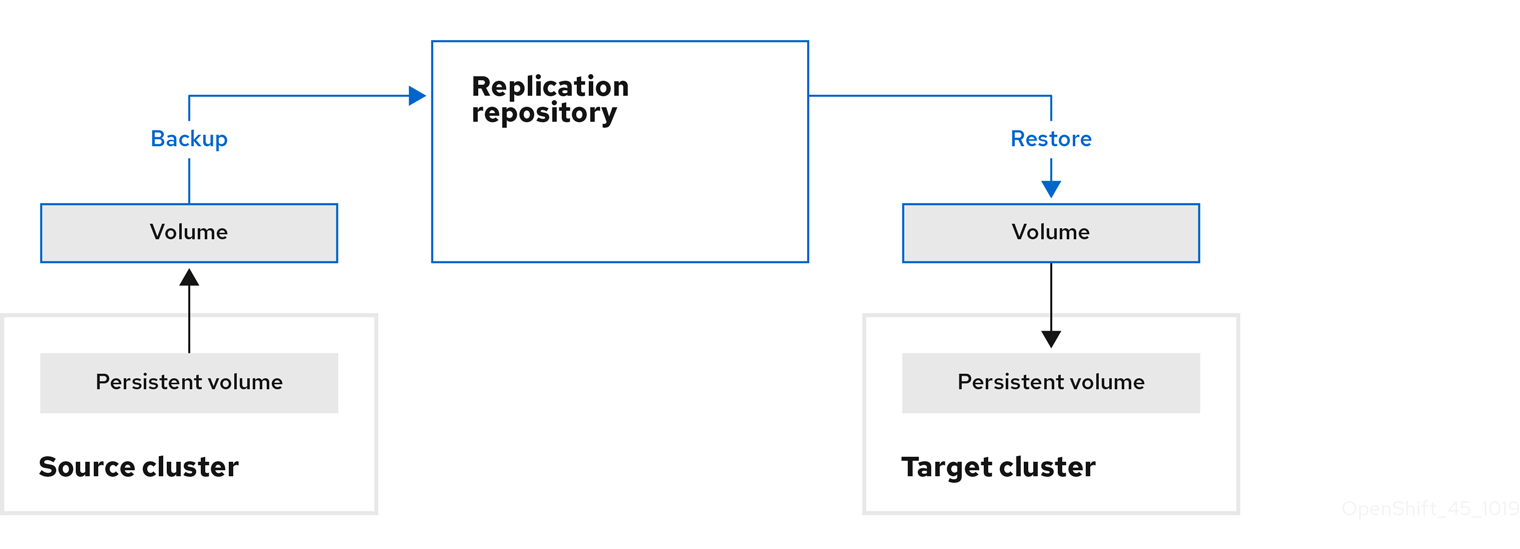 Replication
repository
Backup
Restore
Volume
Volume
Persistent volume
Persistent volume
Source cluster
Target cluster
OpenShift_45_1019